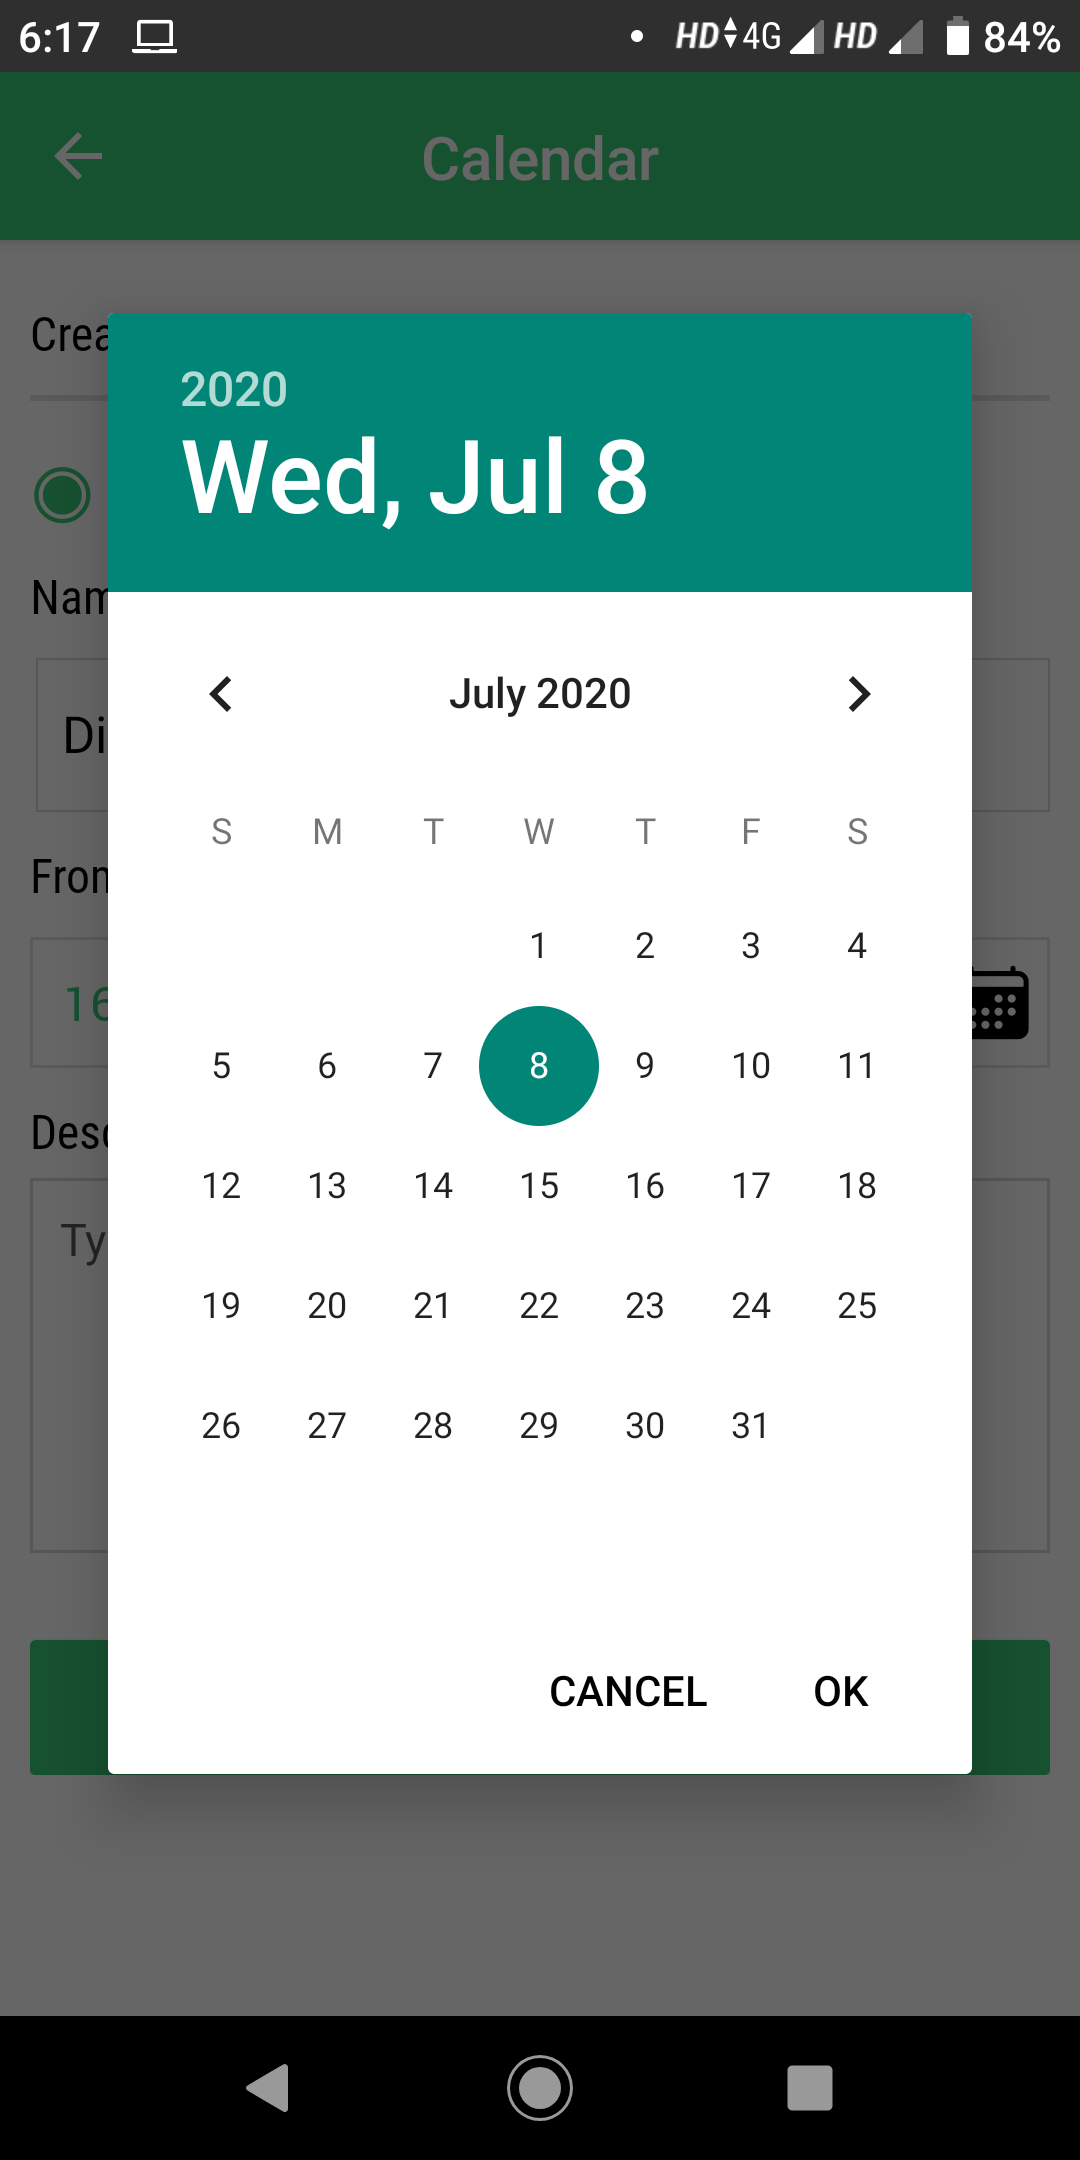 6:17 HD 4G HD 84%
Calendar
Crea
2020
Wed, Jul 8
Nam
July 2020
Di
S M T W T F S
From
1 2 3 4
16
5 6 7 8 9 10 11
Desc
12 13 14 15 16 17 18
Ty
19 20 21 22 23 24 25
26 27 28 29 30 31
CANCEL OK